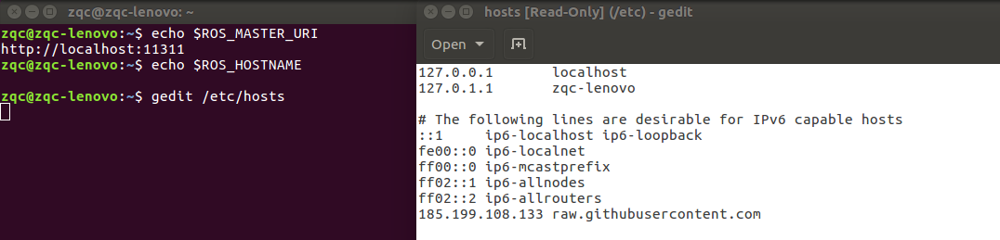 zqc@zqc-lenovo: ~
zqc@zqc-lenovo:~$ echo $ROS_MASTER_URI
http://localhost:11311
zqc@zqc-lenovo:~$ echo $ROS_HOSTNAME
zqc@zqc-lenovo:~$ gedit /etc/hosts
hosts [Read-Only] (/etc) - gedit
Open
127.0.0.1 localhost
127.0.1.1 zqc-lenovo
# The following lines are desirable for IPv6 capable hosts
::1 ip6-localhost ip6-loopback
fe00::0 ip6-localnet
ff00::0 ip6-mcastprefix
ff02::1 ip6-allnodes
ff02::2 ip6-allrouters
185.199.108.133 raw.githubusercontent.com